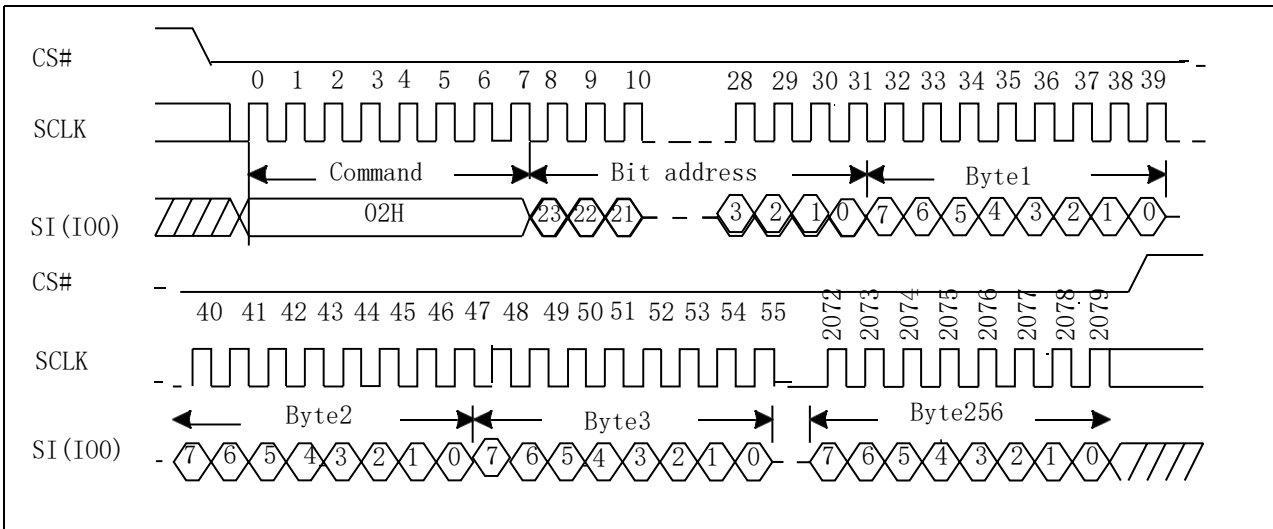 CS#
0 1 2 3 4 5 6 7 8 9 10 28 29 30 31 32 33 34 35 36 37 38 39
SCLK
Command Bit address Byte1
SI(IO0) 02H 23 22 21 3 2 1 0 7 6 5 4 3 2 1 0
CS#
40 41 42 43 44 45 46 47 48 49 50 51 52 53 54 55 2072 2073 2074 2075 2076 2077 2078 2079
SCLK
Byte2 Byte3 Byte256
SI(IO0) 7 6 5 4 3 2 1 0 7 6 5 4 3 2 1 0 7 6 5 4 3 2 1 0